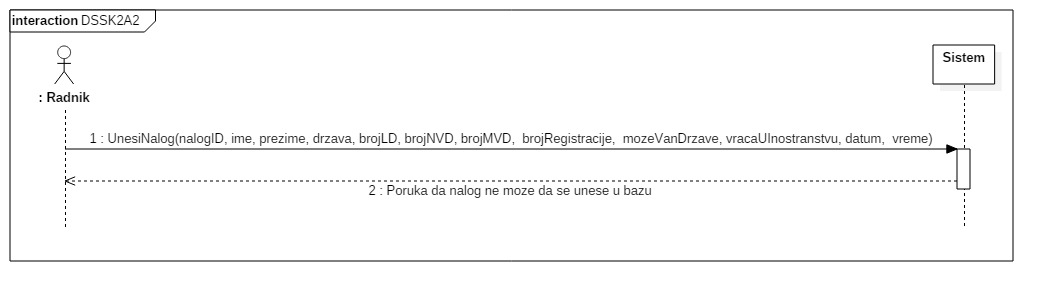 interaction DSSK2A2
: Radnik
Sistem
1 : UnesiNalog(nalogID, ime, prezime, drzava, brojLD, brojNVD, brojMVD, brojRegistracije, mozeVanDrzave, vracaUInostranstvu, datum, vreme)
2 : Poruka da nalog ne moze da se unese u bazu